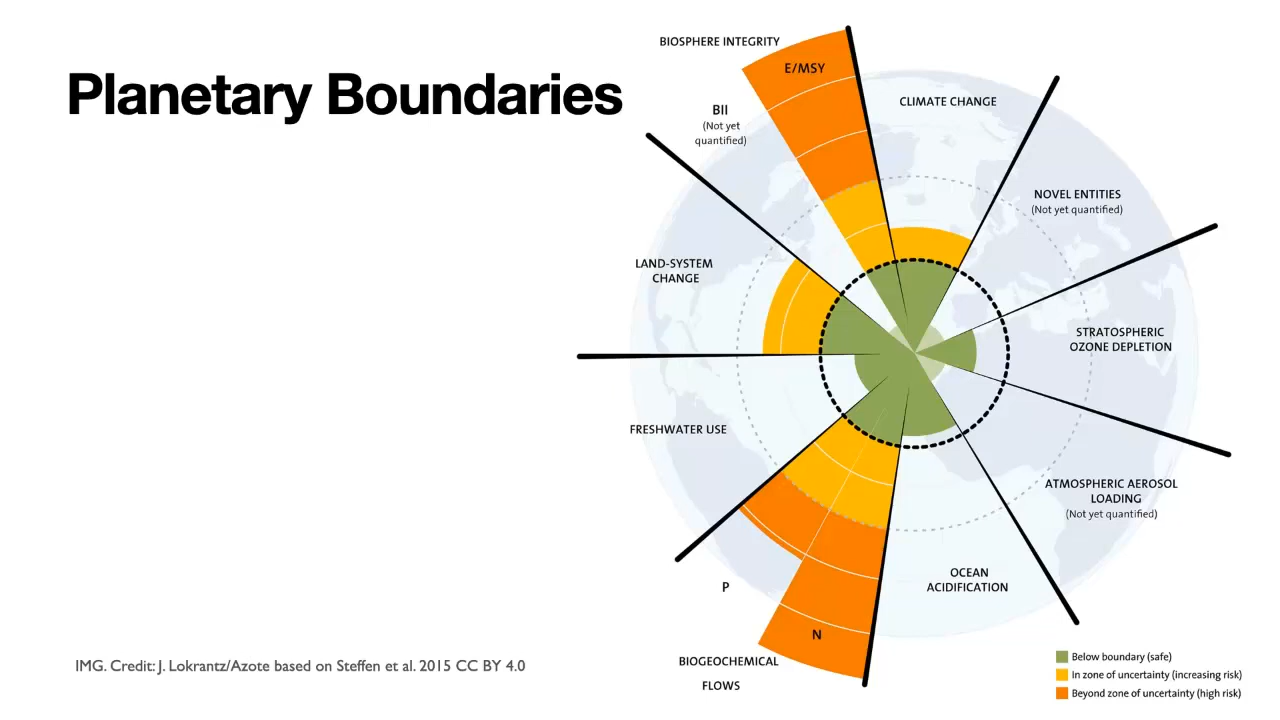 Planetary Boundaries
BIOSPHERE INTEGRITY
E/MSY
BII
(Not yet
quantified)
CLIMATE CHANGE
NOVEL ENTITIES
(Not yet quantified)
LAND-SYSTEM
CHANGE
STRATOSPHERIC
OZONE DEPLETION
FRESHWATER USE
ATMOSPHERIC AEROSOL
LOADING
(Not yet quantified)
OCEAN
ACIDIFICATION
P
N
BIOGEOCHEMICAL
FLOWS
IMG. Credit: J. Lokrantz/Azote based on Steffen et al. 2015 CC BY 4.0
Below boundary (safe)
In zone of uncertainty (increasing risk)
Beyond zone of uncertainty (high risk)